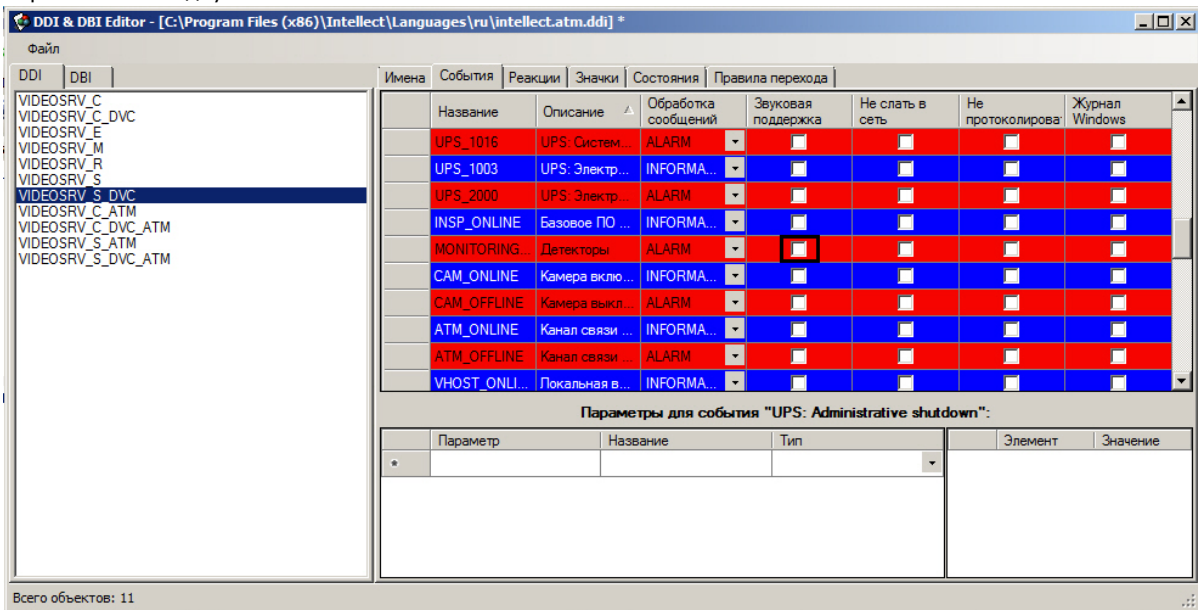 DDI & DBI Editor - [C:\Program Files (x86)\Intellect\Languages\ru\intellect.atm.ddi] *
Файл
DDI DBI
VIDEOSRV_C
VIDEOSRV_C_DVC
VIDEOSRV_E
VIDEOSRV_M
VIDEOSRV_R
VIDEOSRV_S
VIDEOSRV_S_DVC
VIDEOSRV_C_ATM
VIDEOSRV_C_DVC_ATM
VIDEOSRV_S_ATM
VIDEOSRV_S_DVC_ATM
Имена События Реакции Значки Состояния Правила перехода
Название Описание Обработка сообщений Звуковая поддержка Не слать в сеть Не протоколироват Журнал Windows
UPS_1016 UPS: Систем... ALARM
UPS_1003 UPS: Электр... INFORMA...
UPS_2000 UPS: Электр... ALARM
INSP_ONLINE Базовое ПО ... INFORMA...
MONITORING... Детекторы ALARM
CAM_ONLINE Камера вклю... INFORMA...
CAM_OFFLINE Камера выкл... ALARM
ATM_ONLINE Канал связи ... INFORMA...
ATM_OFFLINE Канал связи ... ALARM
VHOST_ONLI... Локальная в... INFORMA...
Параметры для события "UPS: Administrative shutdown":
Параметр Название Тип Элемент Значение
*
Всего объектов: 11